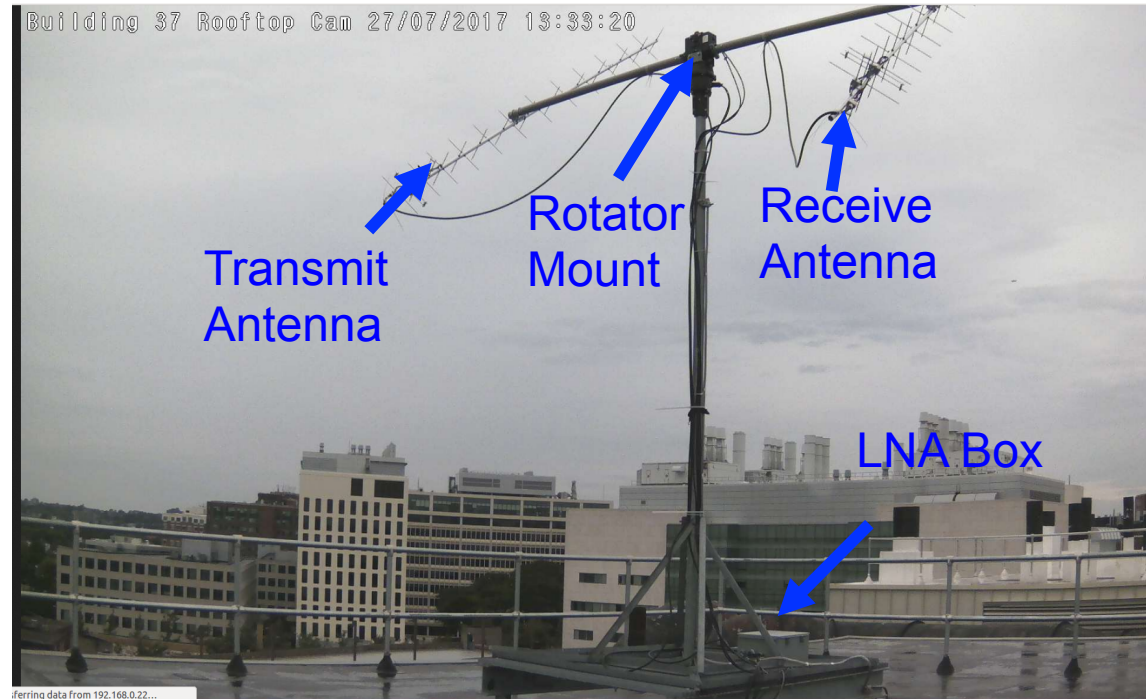 Building 37 Rooftop Cam 27/07/2017 13:33:20
Rotator
Mount
Receive
Antenna
Transmit
Antenna
LNA Box
sferring data from 192.168.0.22...